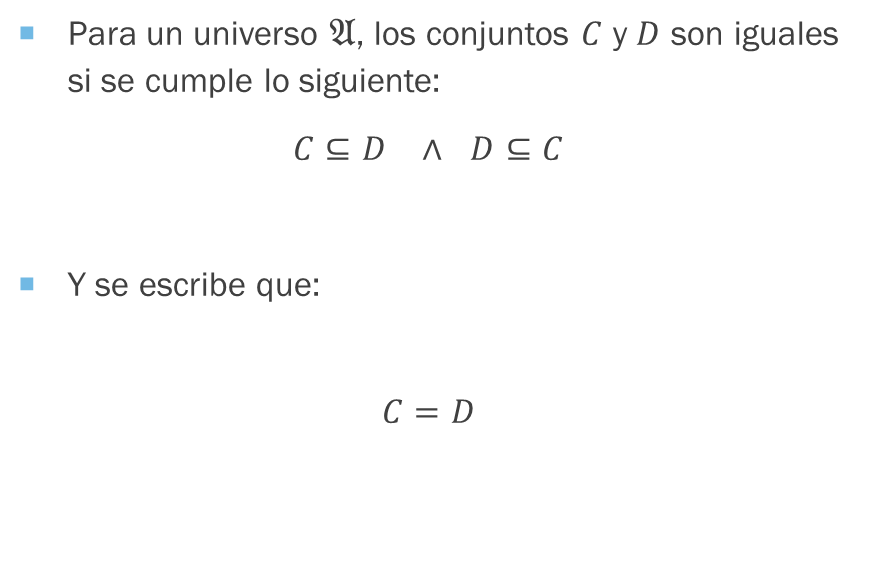 ▪ Para un universo 𝔄, los conjuntos C y D son iguales
si se cumple lo siguiente:
C ⊆ D ∧ D ⊆ C
▪ Y se escribe que:
C = D